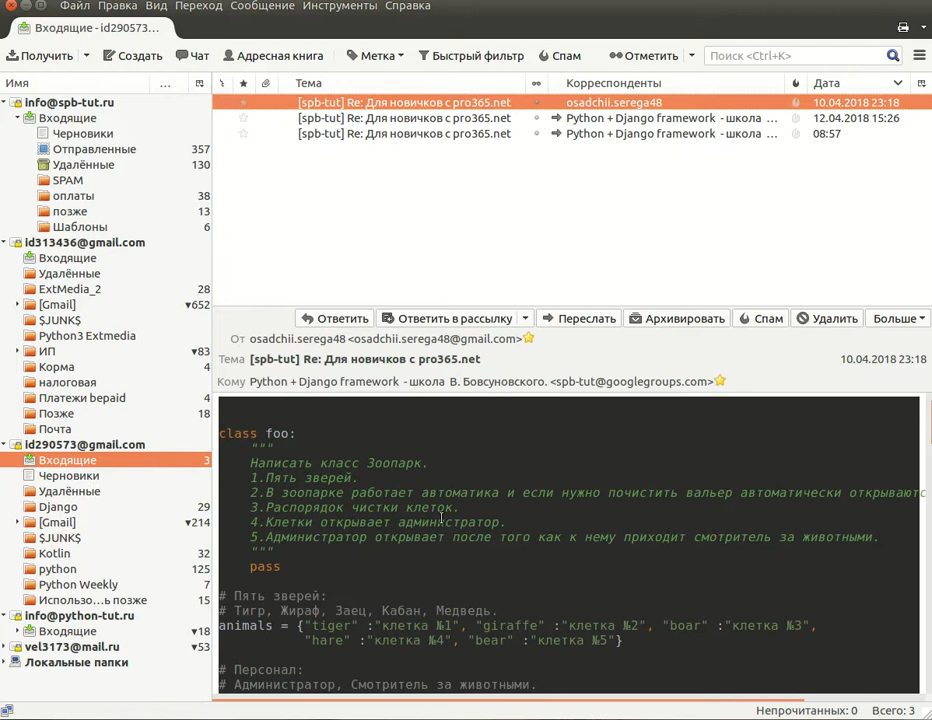 Файл Правка Вид Переход Сообщение Инструменты Справка
Входящие - id290573...
Получить Создать Чат Адресная книга Метка Быстрый фильтр Спам Отметить Поиск <Ctrl+K>
Имя ... Тема Корреспонденты Дата
info@spb-tut.ru
Входящие
Черновики
Отправленные 357
Удалённые 130
SPAM
оплаты 38
позже 13
Шаблоны 6
id313436@gmail.com
Входящие
Удалённые
ExtMedia_2 28
[Gmail] ▾652
$JUNK$
Python3 Extmedia
ИП ▾83
Корма 4
налоговая
Платежи bepaid 4
Позже 18
Почта
id290573@gmail.com
Входящие 3
Черновики
Удалённые
Django 29
[Gmail] ▾214
$JUNK$
Kotlin 32
python 125
Python Weekly 7
Использо...ь позже 15
info@python-tut.ru
Входящие ▾18
vel3173@mail.ru ▾53
Локальные папки
[spb-tut] Re: Для новичков с pro365.net osadchii.serega48 10.04.2018 23:18
[spb-tut] Re: Для новичков с pro365.net Python + Django framework - школа ... 12.04.2018 15:26
[spb-tut] Re: Для новичков с pro365.net Python + Django framework - школа ... 08:57
Ответить Ответить в рассылку Переслать Архивировать Спам Удалить Больше
От osadchii.serega48 <osadchii.serega48@gmail.com>
Тема [spb-tut] Re: Для новичков с pro365.net 10.04.2018 23:18
Кому Python + Django framework - школа В. Бовсуновского. <spb-tut@googlegroups.com>
class foo:
"""
Написать класс Зоопарк.
1.Пять зверей.
2.В зоопарке работает автоматика и если нужно почистить вальер автоматически открываютс
3.Распорядок чистки клеток.
4.Клетки открывает администратор.
5.Администратор открывает после того как к нему приходит смотритель за животными.
"""
pass
# Пять зверей:
# Тигр, Жираф, Заец, Кабан, Медведь.
animals = {"tiger" :"клетка №1", "giraffe" :"клетка №2", "boar" :"клетка №3",
"hare" :"клетка №4", "bear" :"клетка №5"}
# Персонал:
# Администратор, Смотритель за животными.
Непрочитанных: 0 Всего: 3